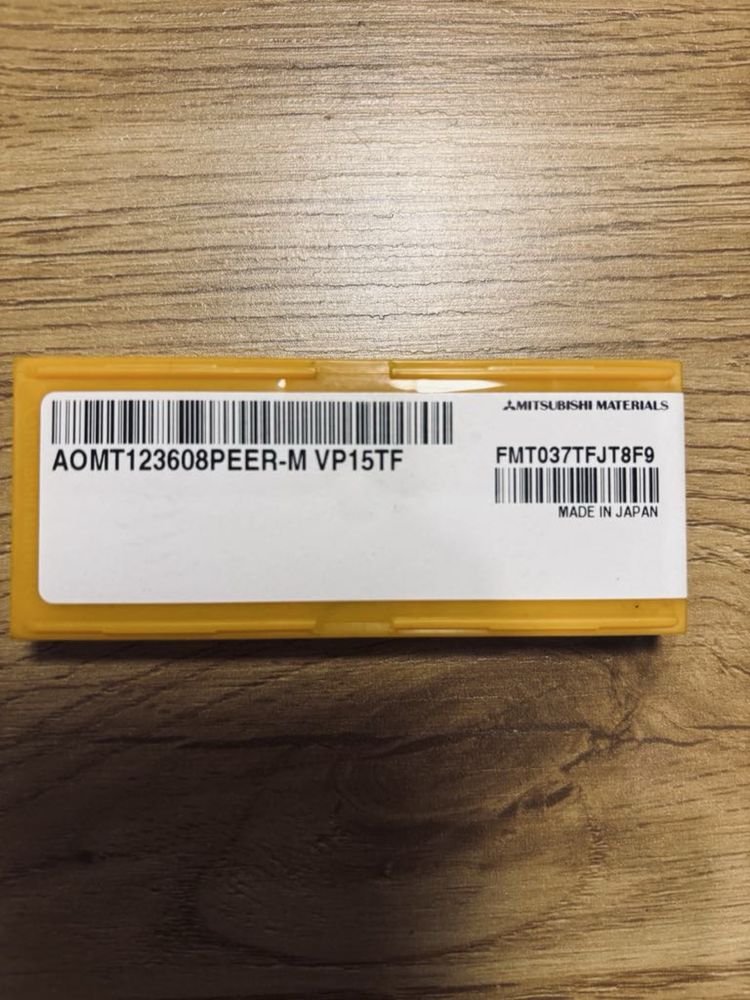 MITSUBISHI MATERIALS
AOMT123608PEER-M VP15TF
FMT037TFJT8F9
MADE IN JAPAN